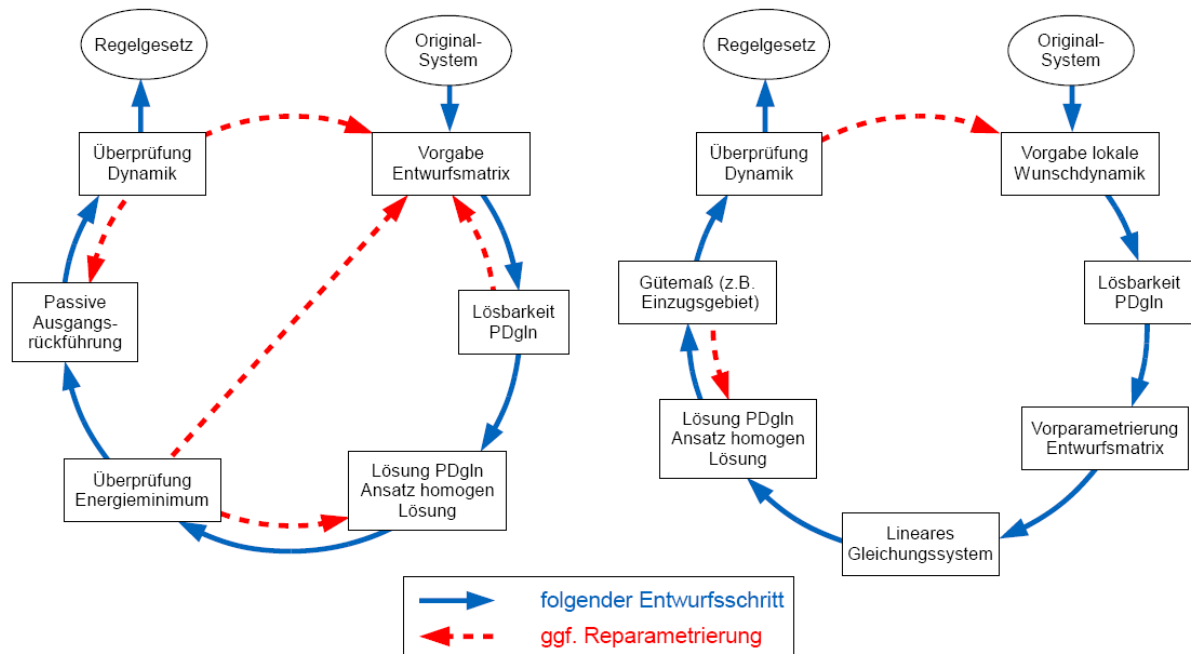 Regelgesetz
Original-
System
Überprüfung
Dynamik
Vorgabe
Entwurfsmatrix
Passive
Ausgangs-
rückführung
Lösbarkeit
PDgln
Überprüfung
Energieminimum
Lösung PDgln
Ansatz homogen
Lösung
Regelgesetz
Original-
System
Überprüfung
Dynamik
Vorgabe lokale
Wunschdynamik
Gütemaß (z.B.
Einzugsgebiet)
Lösbarkeit
PDgln
Lösung PDgln
Ansatz homogen
Lösung
Vorparametrierung
Entwurfsmatrix
Lineares
Gleichungssystem
folgender Entwurfsschritt
ggf. Reparametrierung